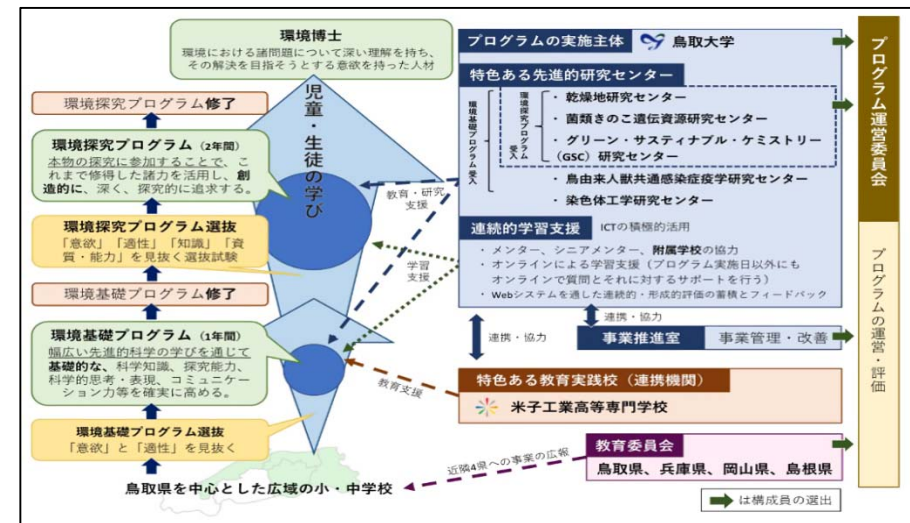 環境博士
環境における諸問題について深い理解を持ち、
その解決を目指そうとする意欲を持った人材
児童・生徒の学び
環境探究プログラム修了
環境探究プログラム（2年間）
本物の探究に参加することで、こ
れまで修得した諸力を活用し、創
造的に、深く、探究的に追求する。
環境探究プログラム選抜
「意欲」「適性」「知識」「資
質・能力」を見抜く選抜試験
環境基礎プログラム修了
環境基礎プログラム（1年間）
幅広い先進的科学の学びを通じて
基礎的な、科学知識、探究能力、
科学的思考・表現、コミュニケー
ション力等を確実に高める。
環境基礎プログラム選抜
「意欲」と「適性」を見抜く
鳥取県を中心とした広域の小・中学校
教育・研究
支援
学習
支援
教育支援
近隣4県への事業の広報
プログラムの実施主体 鳥取大学
特色ある先進的研究センター
環境基礎プログラム受入
環境探究プログラム
受入
・乾燥地研究センター
・菌類きのこ遺伝資源研究センター
・グリーン・サスティナブル・ケミストリー
（GSC）研究センター
・鳥由来人獣共通感染症疫学研究センター
・染色体工学研究センター
連続的学習支援 ICTの積極的活用
・メンター、シニアメンター、附属学校の協力
・オンラインによる学習支援（プログラム実施日以外にも
オンラインで質問とそれに対するサポートを行う）
・Webシステムを通した連続的・形成的評価の蓄積とフィードバック
連携・協力
連携・協力
事業推進室 事業管理・改善
特色ある教育実践校（連携機関）
米子工業高等専門学校
教育委員会
鳥取県、兵庫県、岡山県、島根県
は構成員の選出
プログラム運営委員会
プログラムの運営・評価